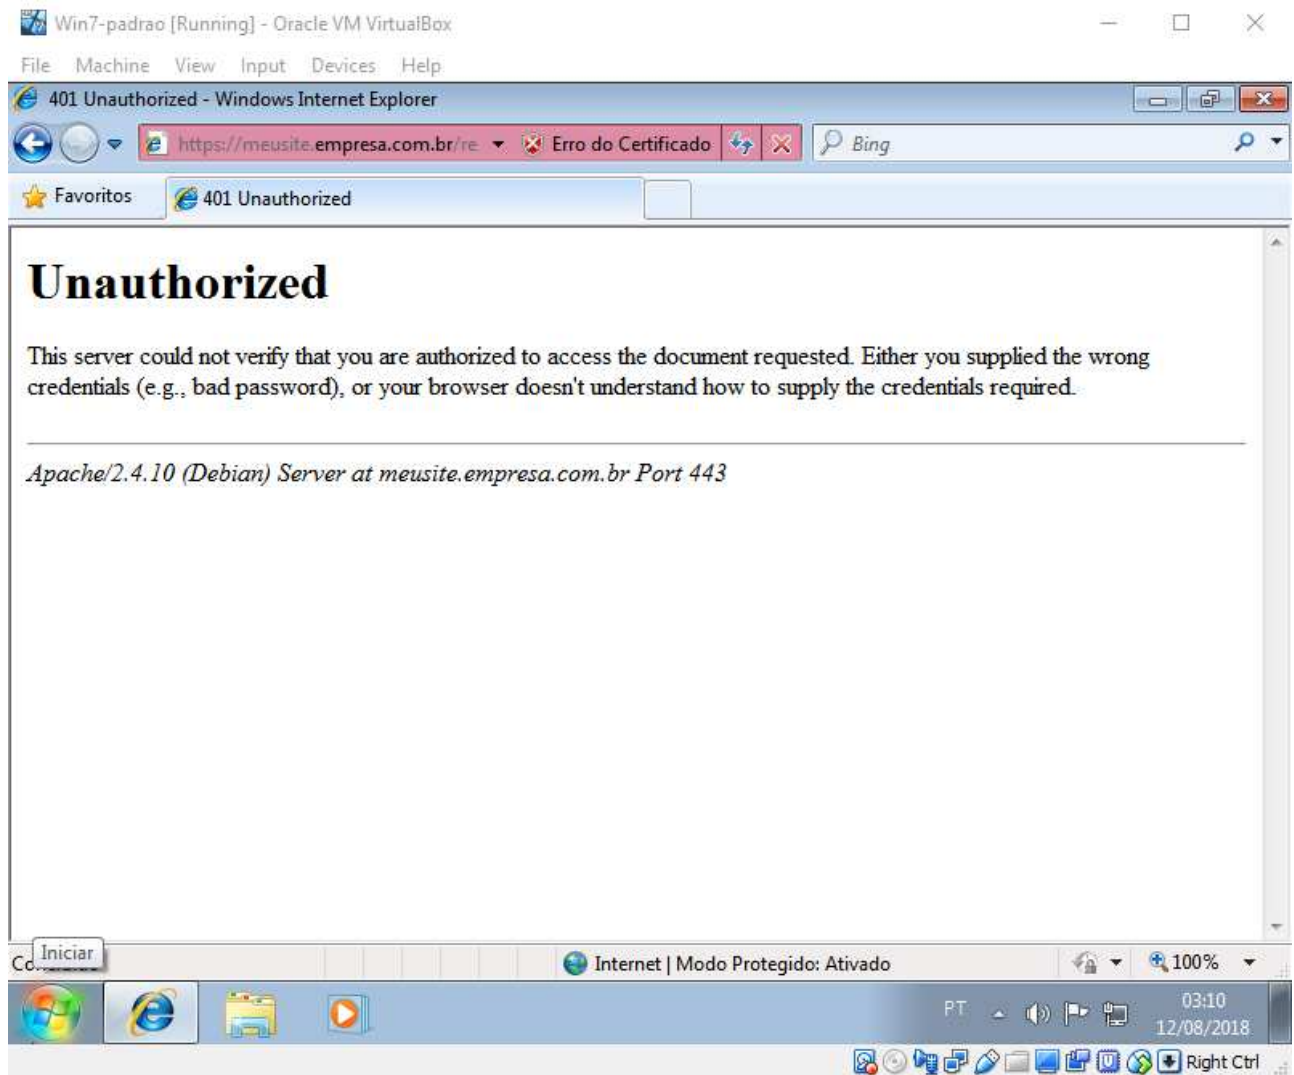 Win7-padrao [Running] - Oracle VM VirtualBox
File Machine View Input Devices Help
401 Unauthorized - Windows Internet Explorer
https://meusite.empresa.com.br/re Erro do Certificado Bing
Favoritos 401 Unauthorized
Unauthorized
This server could not verify that you are authorized to access the document requested. Either you supplied the wrong
credentials (e.g., bad password), or your browser doesn't understand how to supply the credentials required.
Apache/2.4.10 (Debian) Server at meusite.empresa.com.br Port 443
Iniciar
Internet | Modo Protegido: Ativado 100%
PT 03:10
12/08/2018
Right Ctrl